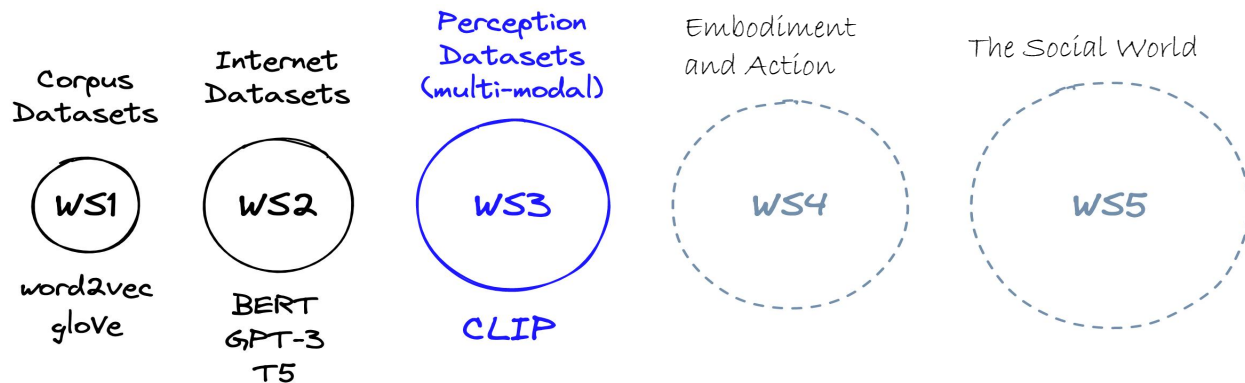 Corpus
Datasets
WS1
word2vec
gloVe
Internet
Datasets
WS2
BERT
GPT-3
T5
Perception
Datasets
(multi-modal)
WS3
CLIP
Embodiment
and Action
WS4
The Social World
WS5